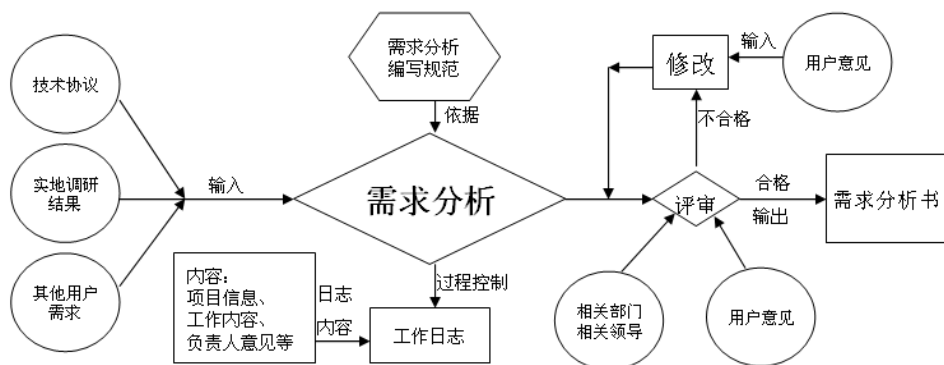 技术协议
实地调研
结果
其他用户
需求
输入
需求分析
编写规范
依据
需求分析
过程控制
内容：
项目信息、
工作内容、
负责人意见等
日志
内容
工作日志
修改
输入
用户意见
不合格
评审
合格
输出
需求分析书
相关部门
相关领导
用户意见